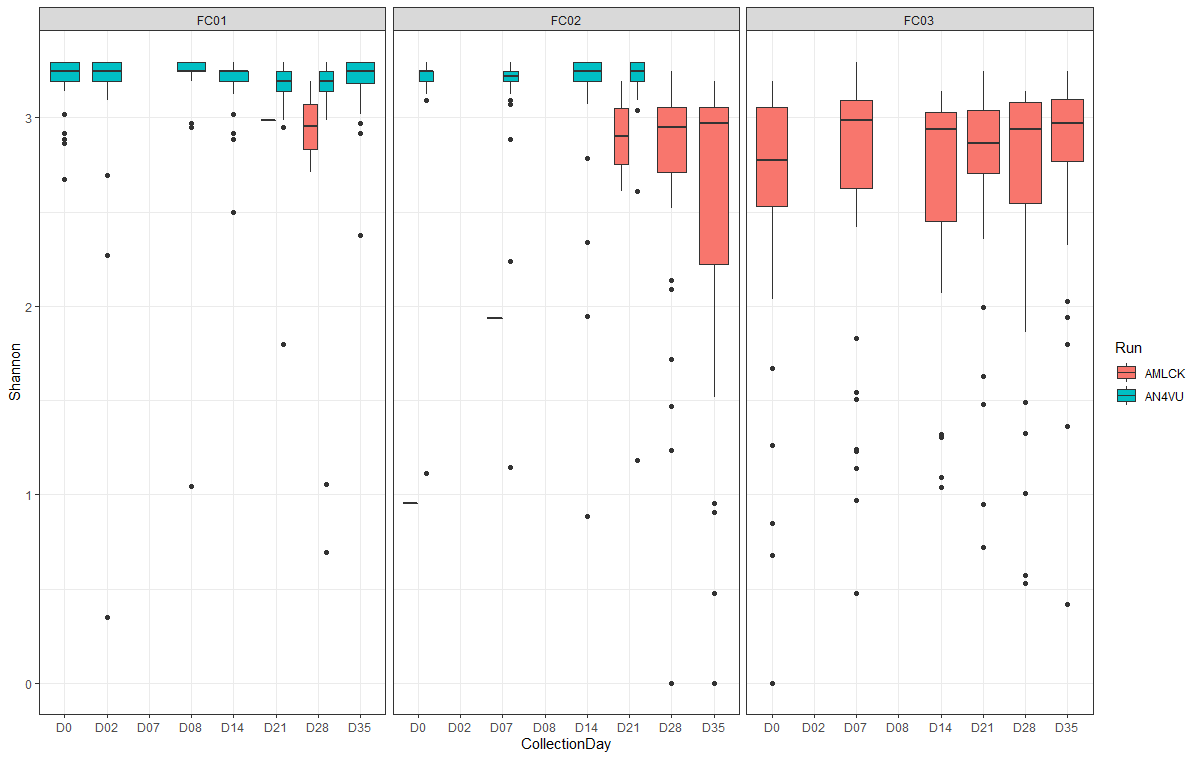 FC01 FC02 FC03
Shannon
3
2
1
0
D0 D02 D07 D08 D14 D21 D28 D35 D0 D02 D07 D08 D14 D21 D28 D35 D0 D02 D07 D08 D14 D21 D28 D35
CollectionDay
Run
AMLCK
AN4VU